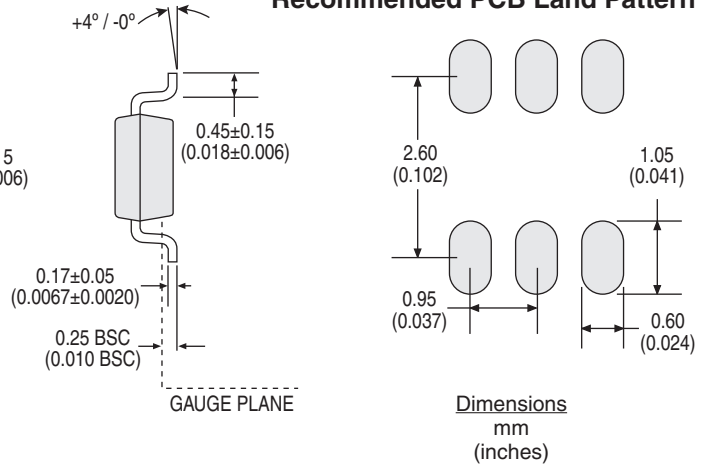 Recommended PCB Land Pattern
+4º / -0º
0.45±0.15
(0.018±0.006)
5
006)
0.17±0.05
(0.0067±0.0020)
0.25 BSC
(0.010 BSC)
GAUGE PLANE
2.60
(0.102)
1.05
(0.041)
0.95
(0.037)
0.60
(0.024)
Dimensions
mm
(inches)